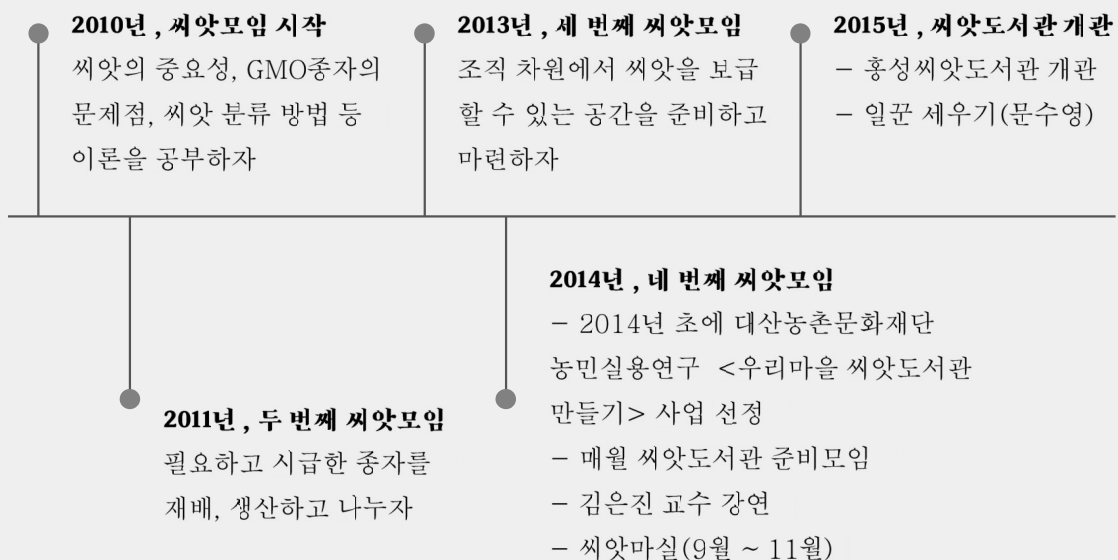 2010년 , 씨앗모임 시작
씨앗의 중요성, GMO종자의
문제점, 씨앗 분류 방법 등
이론을 공부하자
2011년 , 두 번째 씨앗모임
필요하고 시급한 종자를
재배, 생산하고 나누자
2013년 , 세 번째 씨앗모임
조직 차원에서 씨앗을 보급
할 수 있는 공간을 준비하고
마련하자
2014년 , 네 번째 씨앗모임
- 2014년 초에 대산농촌문화재단
농민실용연구 <우리마을 씨앗도서관
만들기> 사업 선정
- 매월 씨앗도서관 준비모임
- 김은진 교수 강연
- 씨앗마실(9월 ~ 11월)
2015년 , 씨앗도서관 개관
- 홍성씨앗도서관 개관
- 일꾼 세우기(문수영)